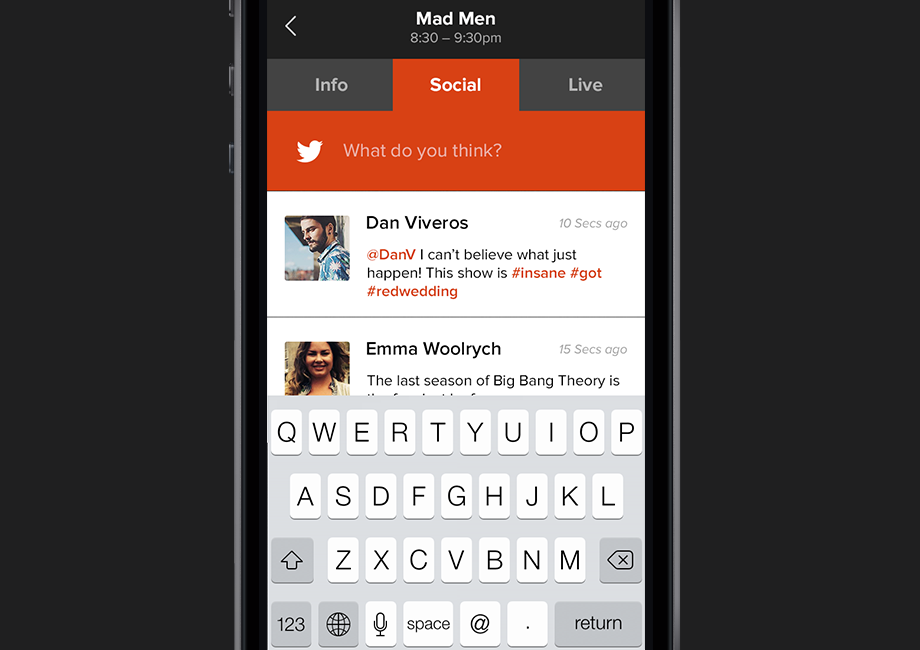 Mad Men
8:30 – 9:30pm
Info Social Live
What do you think?
Dan Viveros 10 Secs ago
@DanV I can’t believe what just
happen! This show is #insane #got
#redwedding
Emma Woolrych 15 Secs ago
The last season of Big Bang Theory is
Q W E R T Y U I O P
A S D F G H J K L
Z X C V B N M
123 space @ . return